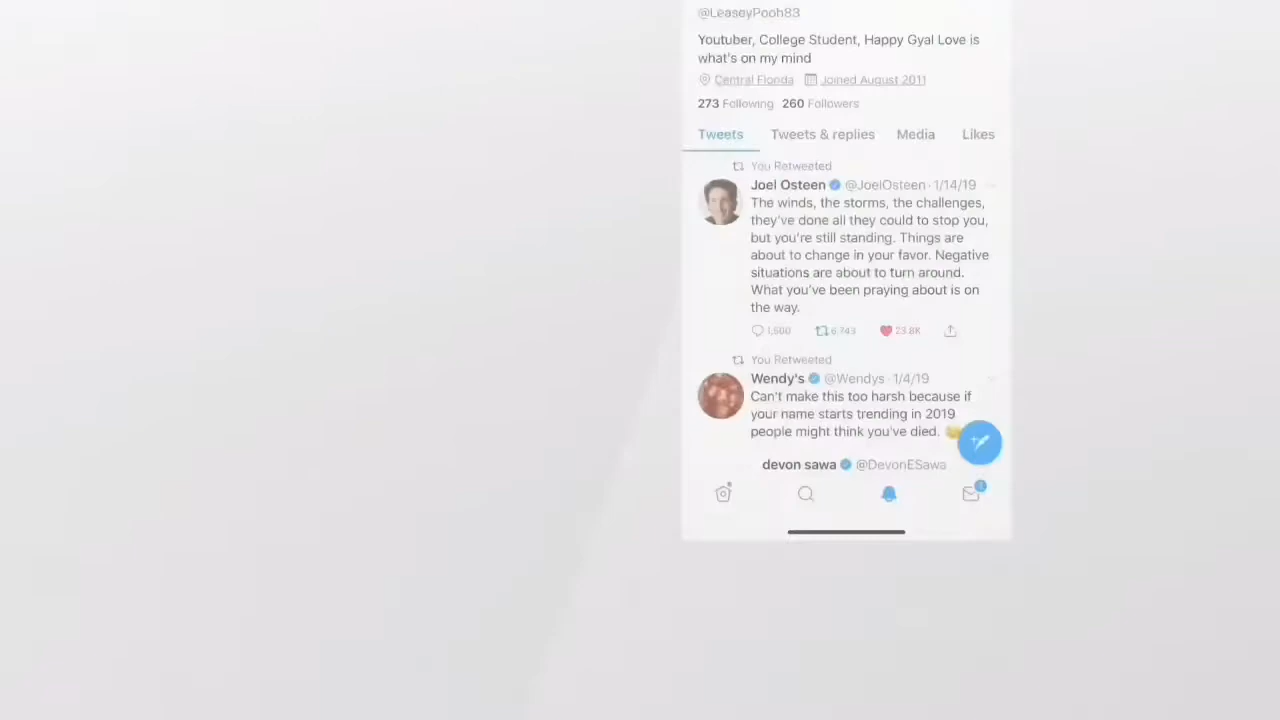 @LeaseyPooh83
Youtuber, College Student, Happy Gyal Love is
what's on my mind
Central Florida Joined August 2011
273 Following 260 Followers
Tweets Tweets & replies Media Likes
You Retweeted
Joel Osteen @JoelOsteen · 1/14/19
The winds, the storms, the challenges,
they've done all they could to stop you,
but you're still standing. Things are
about to change in your favor. Negative
situations are about to turn around.
What you've been praying about is on
the way.
1,500 6,743 23.8K
You Retweeted
Wendy's @Wendys · 1/4/19
Can't make this too harsh because if
your name starts trending in 2019
people might think you've died. 😂
devon sawa @DevonESawa
1